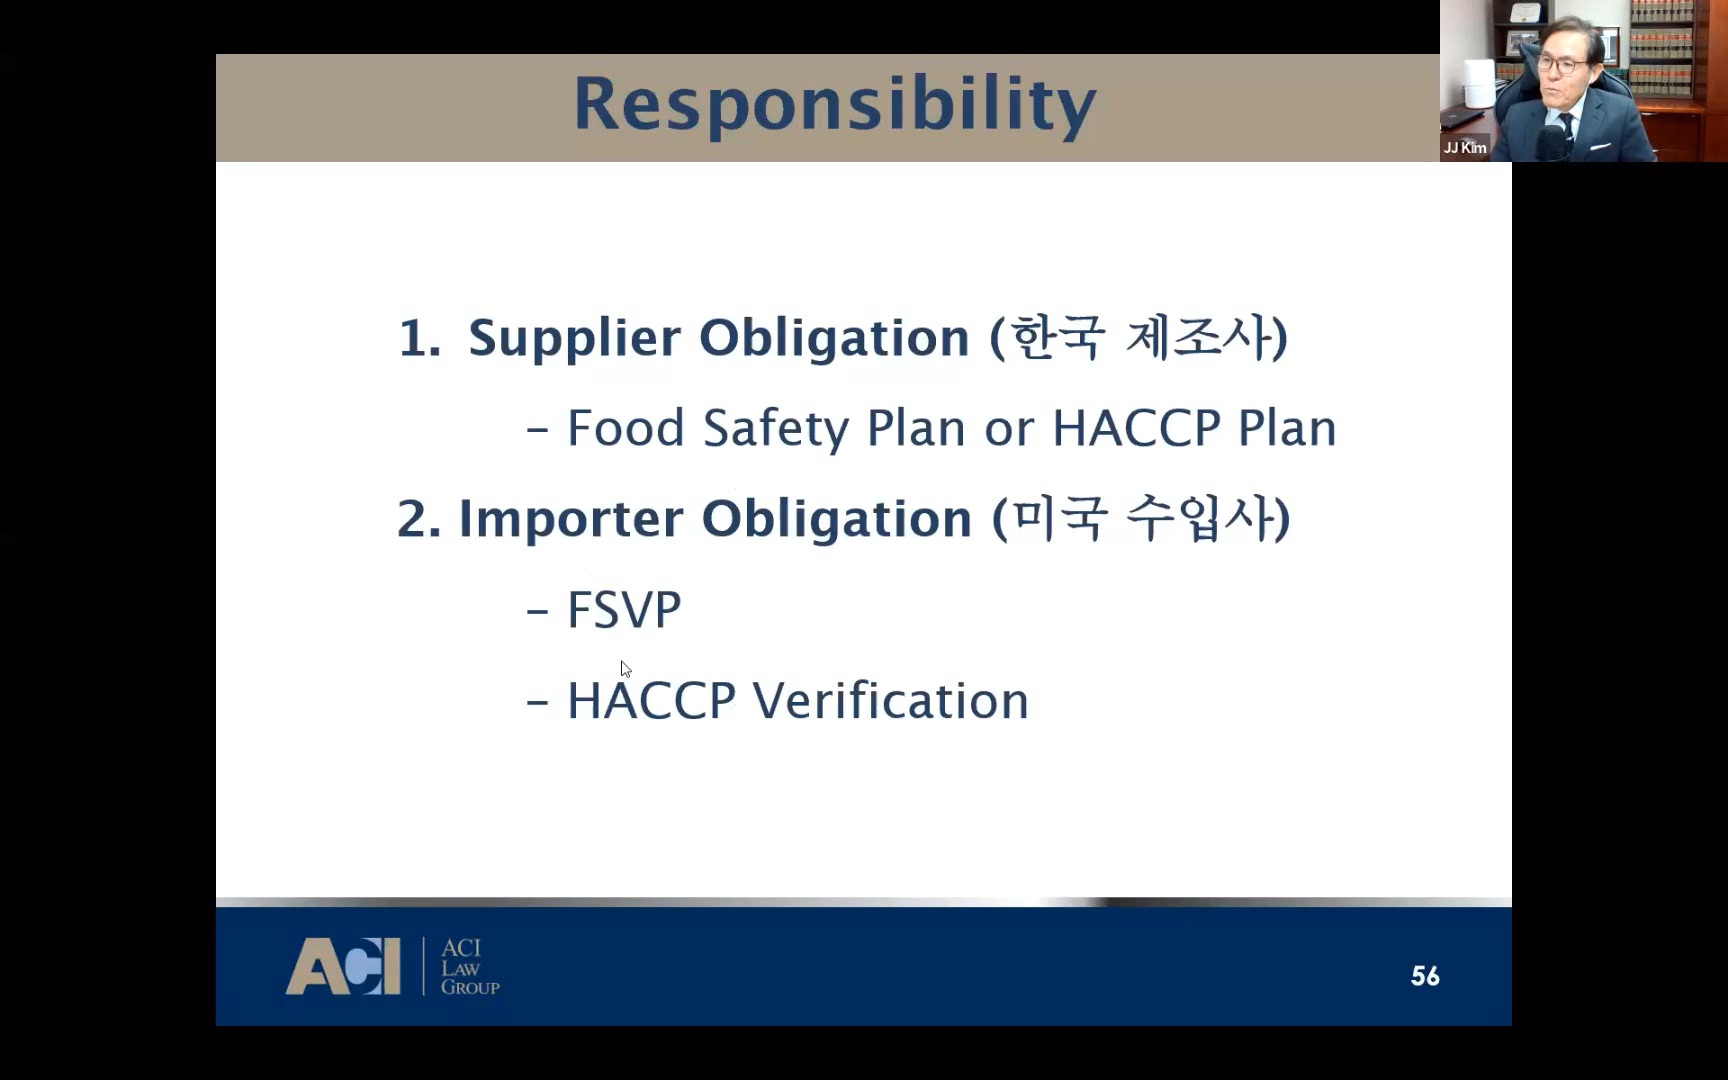 Responsibility
JJ Kim
1. Supplier Obligation (한국 제조사)
– Food Safety Plan or HACCP Plan
2. Importer Obligation (미국 수입사)
– FSVP
– HACCP Verification
ACI
ACI
LAW
GROUP
56